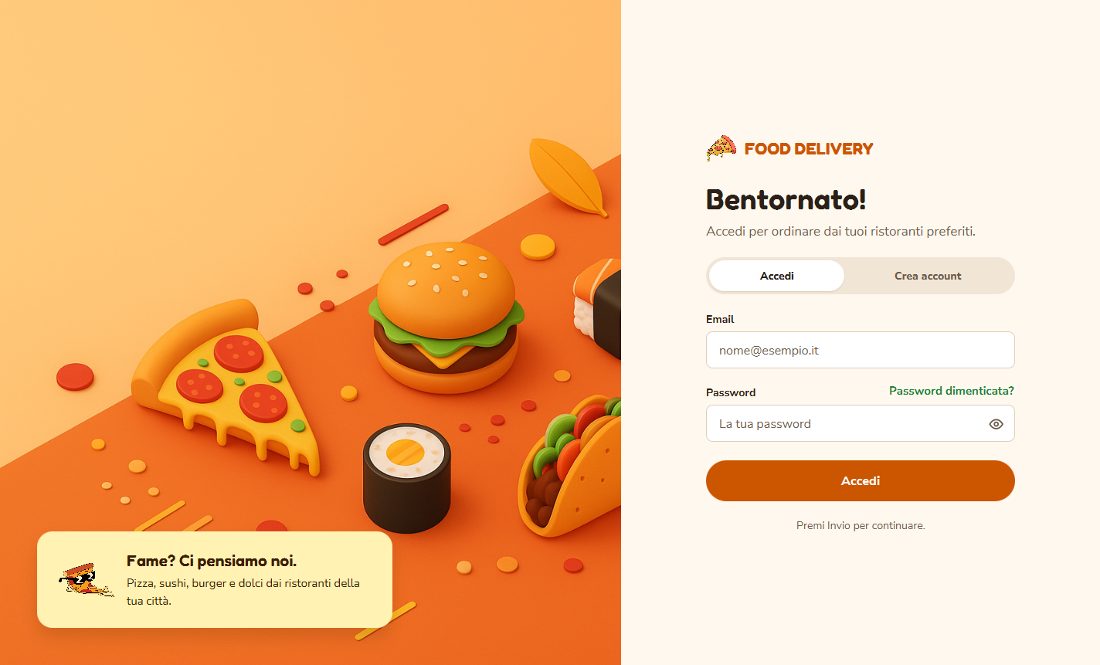 FOOD DELIVERY
Bentornato!
Accedi per ordinare dai tuoi ristoranti preferiti.
Accedi
Crea account
Email
nome@esempio.it
Password
Password dimenticata?
La tua password
Accedi
Premi Invio per continuare.
Fame? Ci pensiamo noi.
Pizza, sushi, burger e dolci dai ristoranti della
tua città.